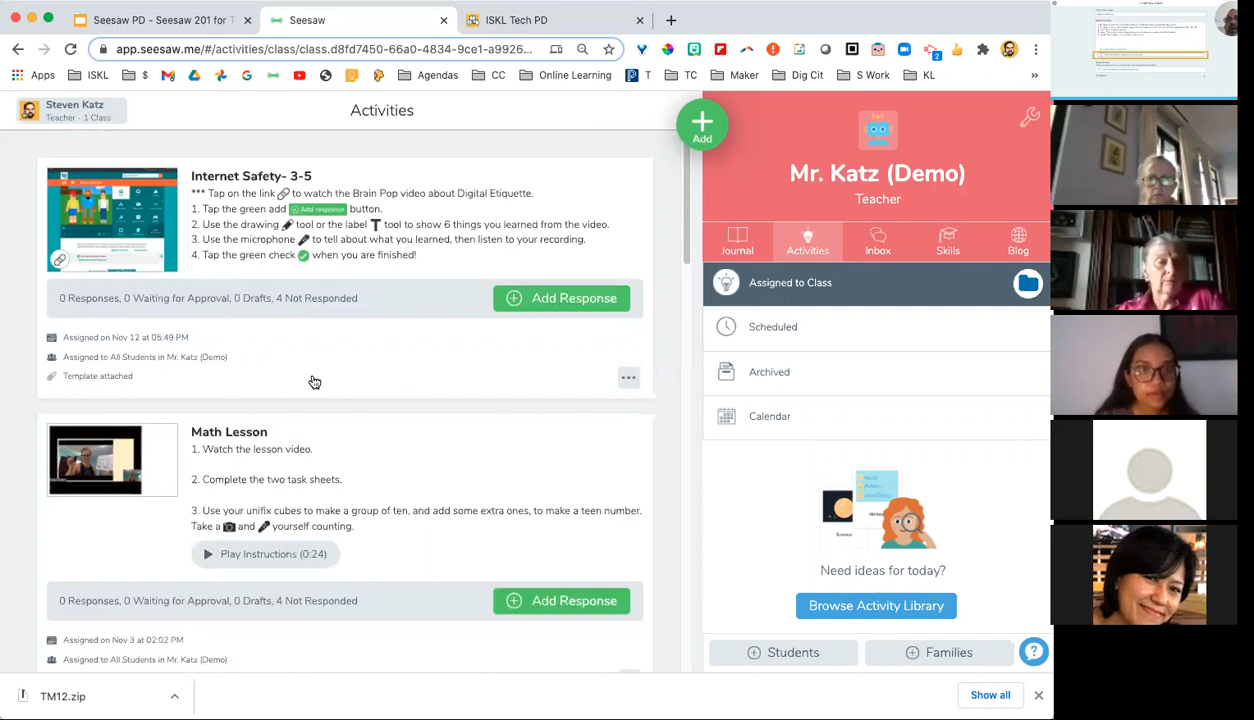 Seesaw PD - Seesaw 201 for T
Seesaw
ISKL Tech PD
app.seesaw.me/#/activities/class/class.d8fd7450-6ba0-4834-9ce1-a9926...
2
Apps
ISKL
$
Agendas
CC
Online Learning
T
TC
Maker
Dig Cit
S Work
KL
»
Steven Katz
Teacher - 1 Class
Activities
Add
Internet Safety- 3-5
*** Tap on the link to watch the Brain Pop video about Digital Etiquette.
1. Tap the green add Add response button.
2. Use the drawing tool or the label T tool to show 6 things you learned from the video.
3. Use the microphone to tell about what you learned, then listen to your recording.
4. Tap the green check when you are finished!
0 Responses, 0 Waiting for Approval, 0 Drafts, 4 Not Responded
Add Response
Assigned on Nov 12 at 05:49 PM
Assigned to All Students in Mr. Katz (Demo)
Template attached
Math Lesson
1. Watch the lesson video.
2. Complete the two task sheets.
3. Use your unifix cubes to make a group of ten, and add some extra ones, to make a teen number.
Take a and yourself counting.
Play Instructions (0:24)
0 Responses, 0 Waiting for Approval, 0 Drafts, 4 Not Responded
Add Response
Assigned on Nov 3 at 02:02 PM
Assigned to All Students in Mr. Katz (Demo)
Mr. Katz (Demo)
Teacher
Journal
Activities
Inbox
Skills
Blog
Assigned to Class
Scheduled
Archived
Calendar
Science
Need ideas for today?
Browse Activity Library
Students
Families
?
TM12.zip
Show all